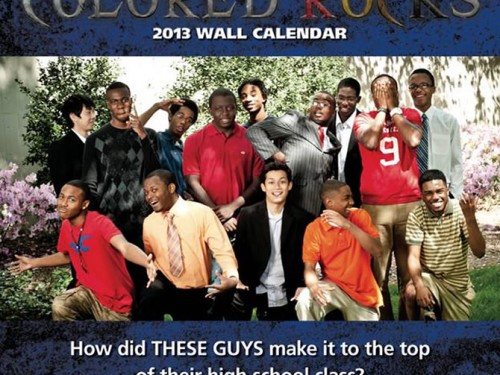 COLORED ROCKS
2013 WALL CALENDAR
9
How did THESE GUYS make it to the top
of their high school class?